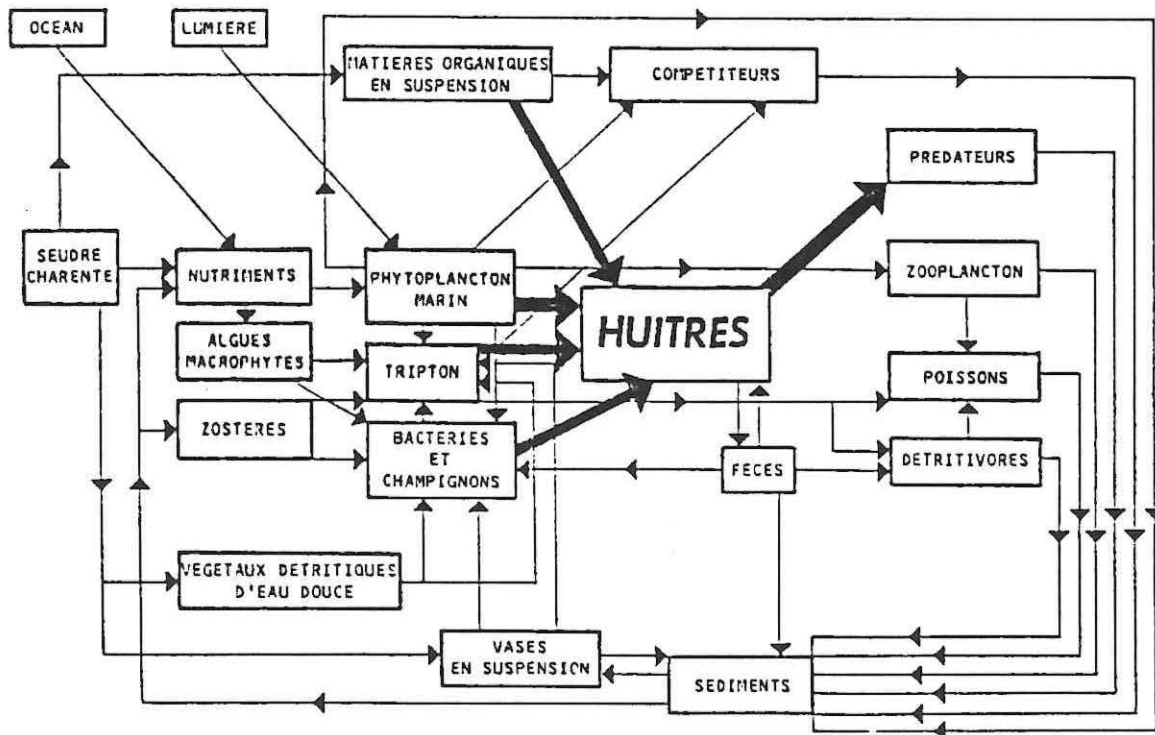 OCEAN
LUMIERE
MATIERES ORGANIQUES
EN SUSPENSION
COMPETITEURS
PREDATEURS
SEUDRE
CHARENTE
NUTRIMENTS
PHYTOPLANCTON
MARIN
ZOOPLANCTON
HUITRES
ALGUES
MACROPHYTES
TRIPTON
POISSONS
ZOSTERES
BACTERIES
ET
CHAMPIGNONS
FECES
DETRITIVORES
VEGETAUX DETRITIQUES
D'EAU DOUCE
VASES
EN SUSPENSION
SEDIMENTS